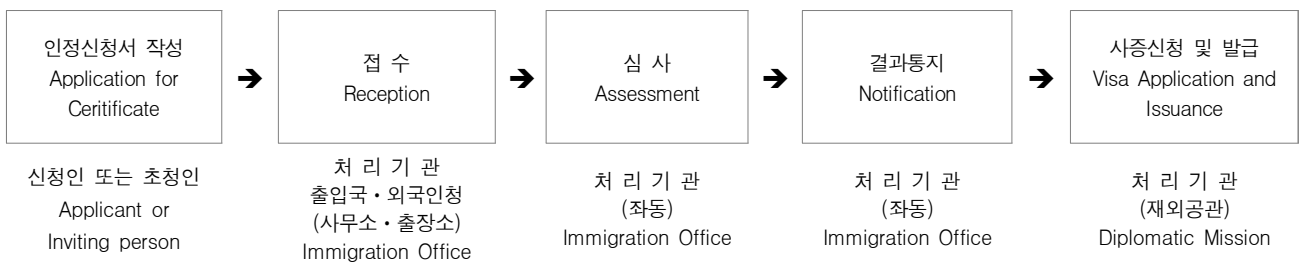 인정신청서 작성
Application for
Ceritificate
➔
접 수
Reception
➔
심 사
Assessment
➔
결과통지
Notification
➔
사증신청 및 발급
Visa Application and
Issuance
신청인 또는 초청인
Applicant or
Inviting person
처 리 기 관
출입국・외국인청
(사무소・출장소)
Immigration Office
처 리 기 관
(좌동)
Immigration Office
처 리 기 관
(좌동)
Immigration Office
처 리 기 관
(재외공관)
Diplomatic Mission